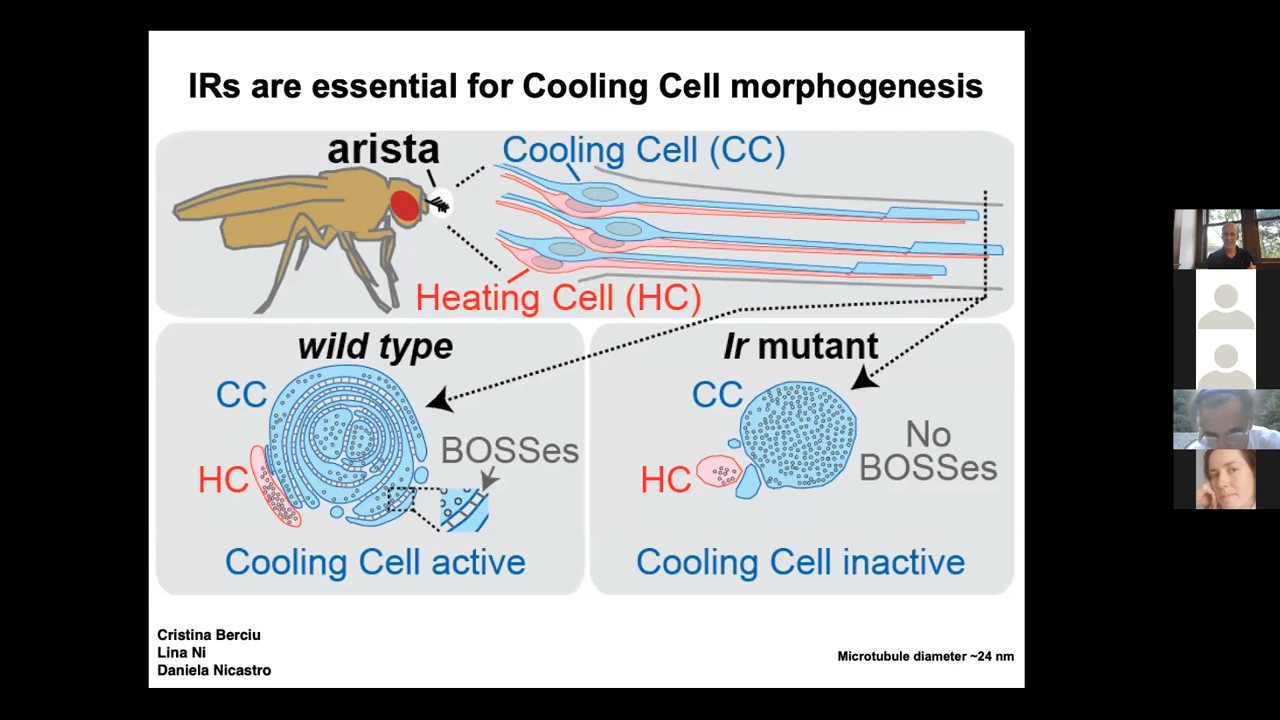 IRs are essential for Cooling Cell morphogenesis
arista
Cooling Cell (CC)
Heating Cell (HC)
wild type
CC
HC
BOSSes
Cooling Cell active
Ir mutant
CC
HC
No
BOSSes
Cooling Cell inactive
Cristina Berciu
Lina Ni
Daniela Nicastro
Microtubule diameter ~24 nm